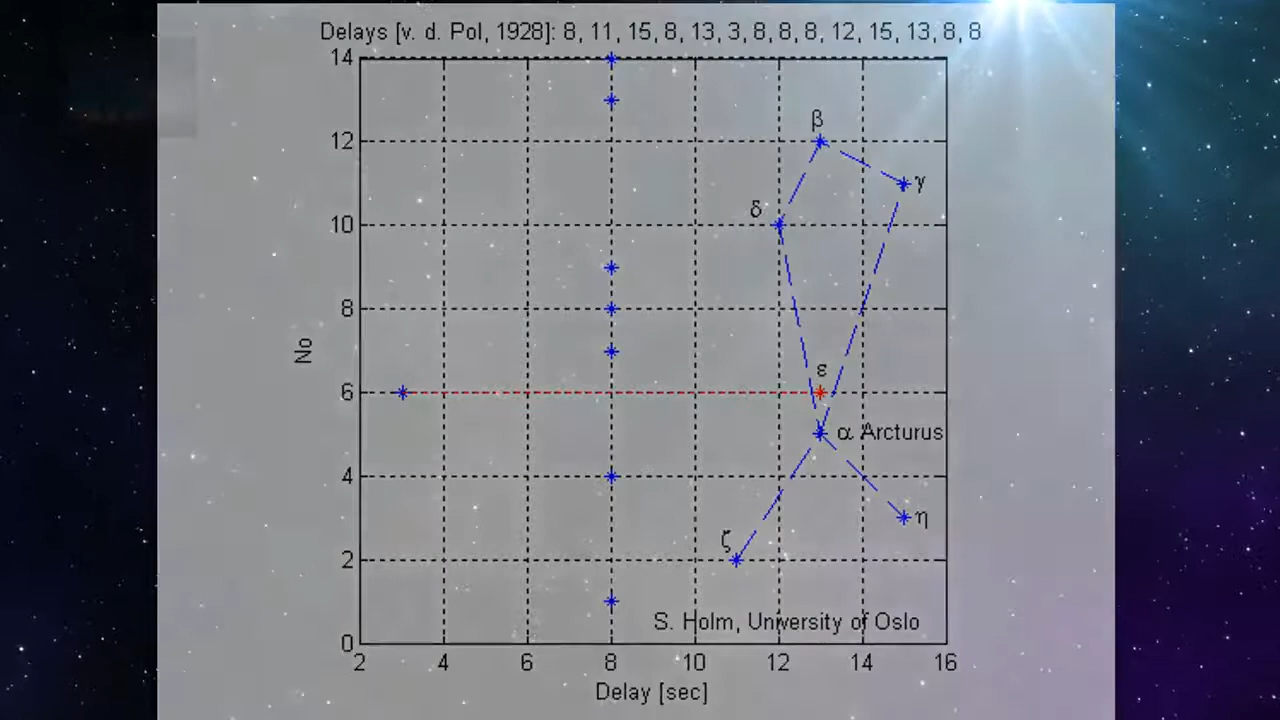 Delays [v. d. Pol, 1928]: 8, 11, 15, 8, 13, 3, 8, 8, 8, 12, 15, 13, 8, 8
14
β
12
γ
δ
10
8
No
ε
6
α Arcturus
4
η
ζ
2
S. Holm, University of Oslo
0
2 4 6 8 10 12 14 16
Delay [sec]